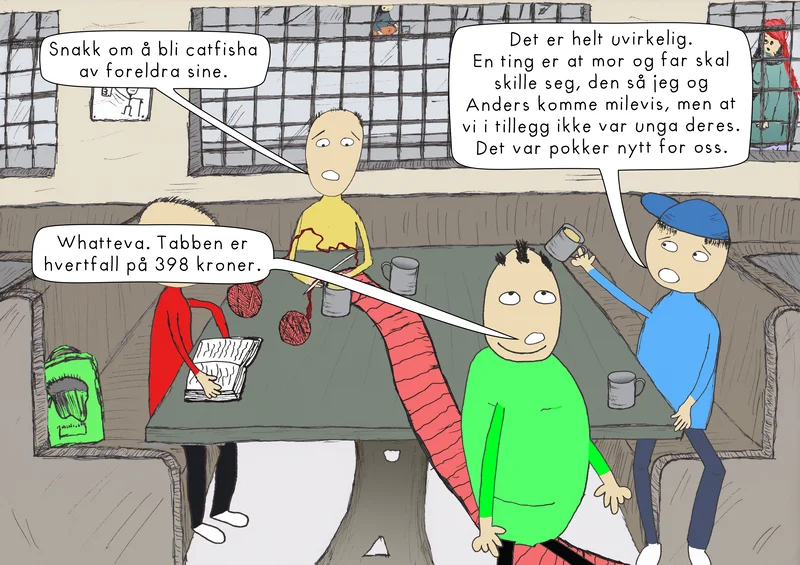 Snakk om å bli catfisha
av foreldra sine.
Det er helt uvirkelig.
En ting er at mor og far skal
skille seg, den så jeg og
Anders komme milevis, men at
vi i tillegg ikke var unga deres.
Det var pokker nytt for oss.
Whatteva. Tabben er
hvertfall på 398 kroner.